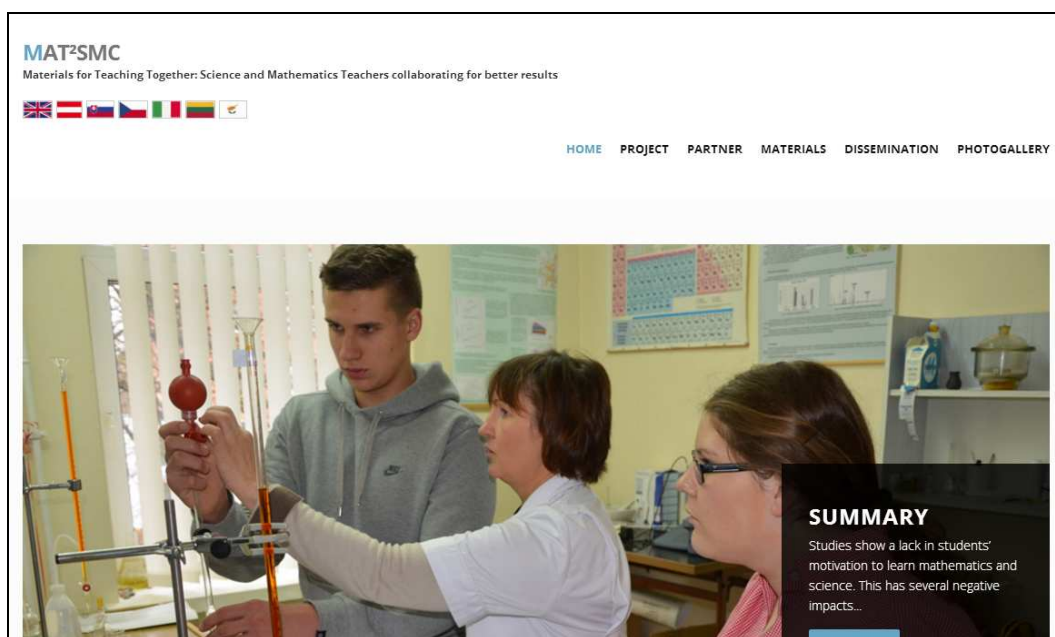 MAT²SMC
Materials for Teaching Together: Science and Mathematics Teachers collaborating for better results
HOME PROJECT PARTNER MATERIALS DISSEMINATION PHOTOGALLERY
SUMMARY
Studies show a lack in students'
motivation to learn mathematics and
science. This has several negative
impacts...